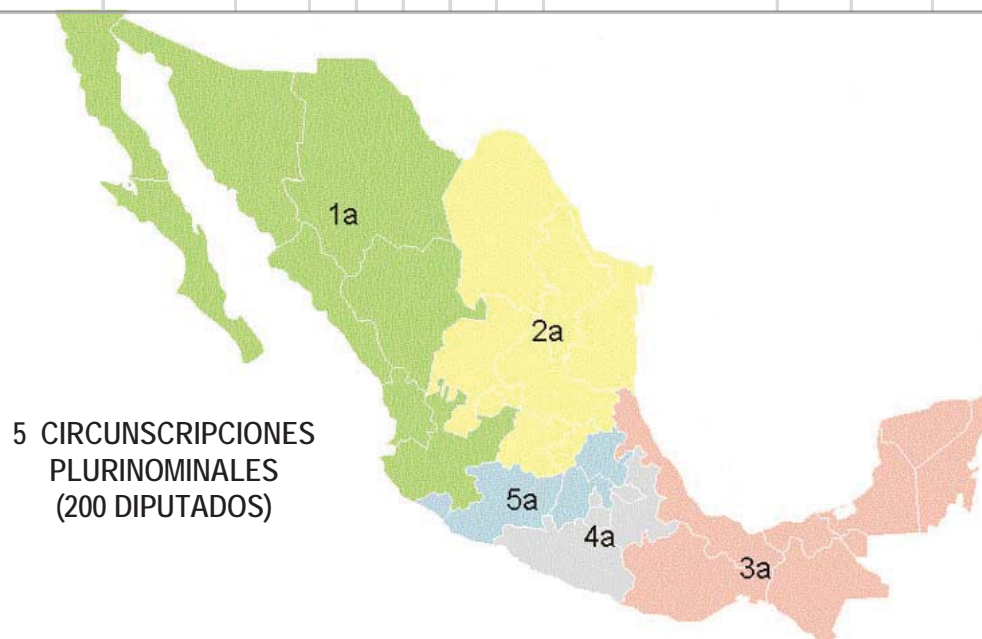 1a
2a
5 CIRCUNSCRIPCIONES
PLURINOMINALES
(200 DIPUTADOS)
5a
4a
3a